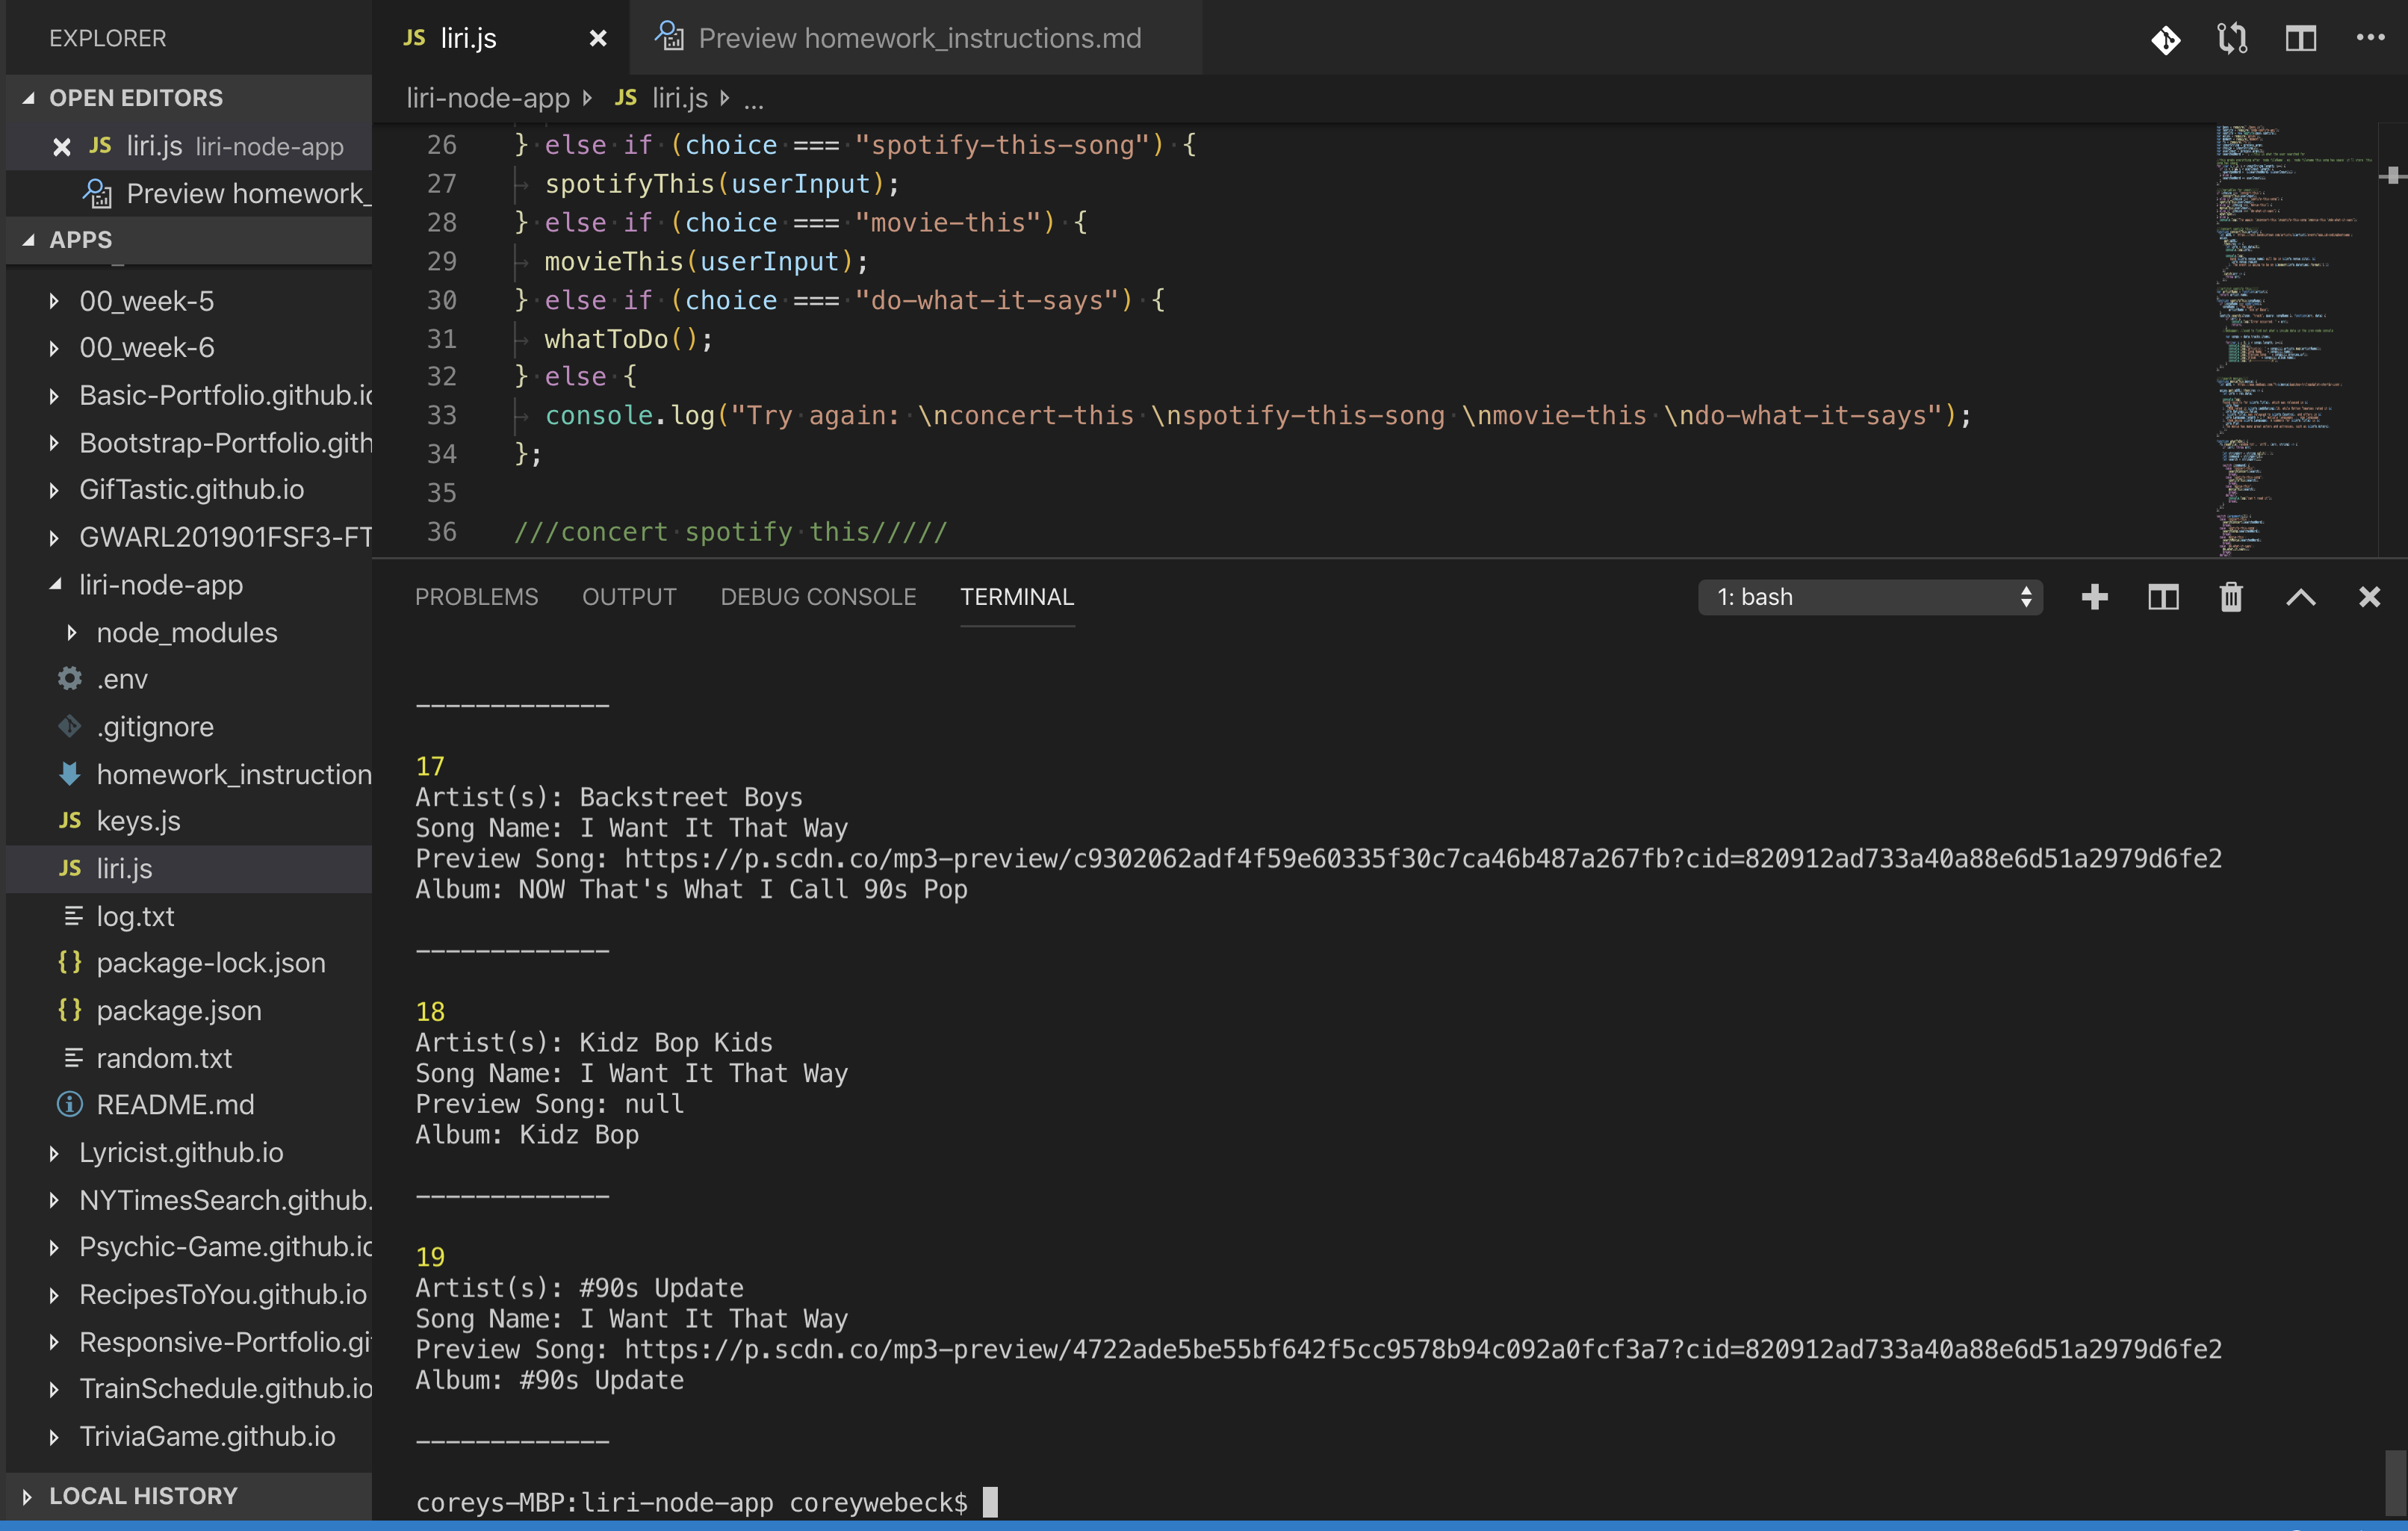 EXPLORER
OPEN EDITORS
JS liri.js liri-node-app
Preview homework_
APPS
00_week-5
00_week-6
Basic-Portfolio.github.io
Bootstrap-Portfolio.gith
GifTastic.github.io
GWARL201901FSF3-FT
liri-node-app
node_modules
.env
.gitignore
homework_instruction
JS keys.js
JS liri.js
log.txt
{} package-lock.json
{} package.json
random.txt
README.md
Lyricist.github.io
NYTimesSearch.github.
Psychic-Game.github.io
RecipesToYou.github.io
Responsive-Portfolio.gi
TrainSchedule.github.io
TriviaGame.github.io
LOCAL HISTORY
JS liri.js
Preview homework_instructions.md
liri-node-app JS liri.js ...
26 } else if (choice === "spotify-this-song") {
27 spotifyThis(userInput);
28 } else if (choice === "movie-this") {
29 movieThis(userInput);
30 } else if (choice === "do-what-it-says") {
31 whatToDo();
32 } else {
33 console.log("Try again: \nconcert-this \nspotify-this-song \nmovie-this \ndo-what-it-says");
34 };
35
36 ///concert spotify this/////
PROBLEMS OUTPUT DEBUG CONSOLE TERMINAL 1: bash
-------------
17
Artist(s): Backstreet Boys
Song Name: I Want It That Way
Preview Song: https://p.scdn.co/mp3-preview/c9302062adf4f59e60335f30c7ca46b487a267fb?cid=820912ad733a40a88e6d51a2979d6fe2
Album: NOW That's What I Call 90s Pop
-------------
18
Artist(s): Kidz Bop Kids
Song Name: I Want It That Way
Preview Song: null
Album: Kidz Bop
-------------
19
Artist(s): #90s Update
Song Name: I Want It That Way
Preview Song: https://p.scdn.co/mp3-preview/4722ade5be55bf642f5cc9578b94c092a0fcf3a7?cid=820912ad733a40a88e6d51a2979d6fe2
Album: #90s Update
-------------
coreys-MBP:liri-node-app coreywebeck$